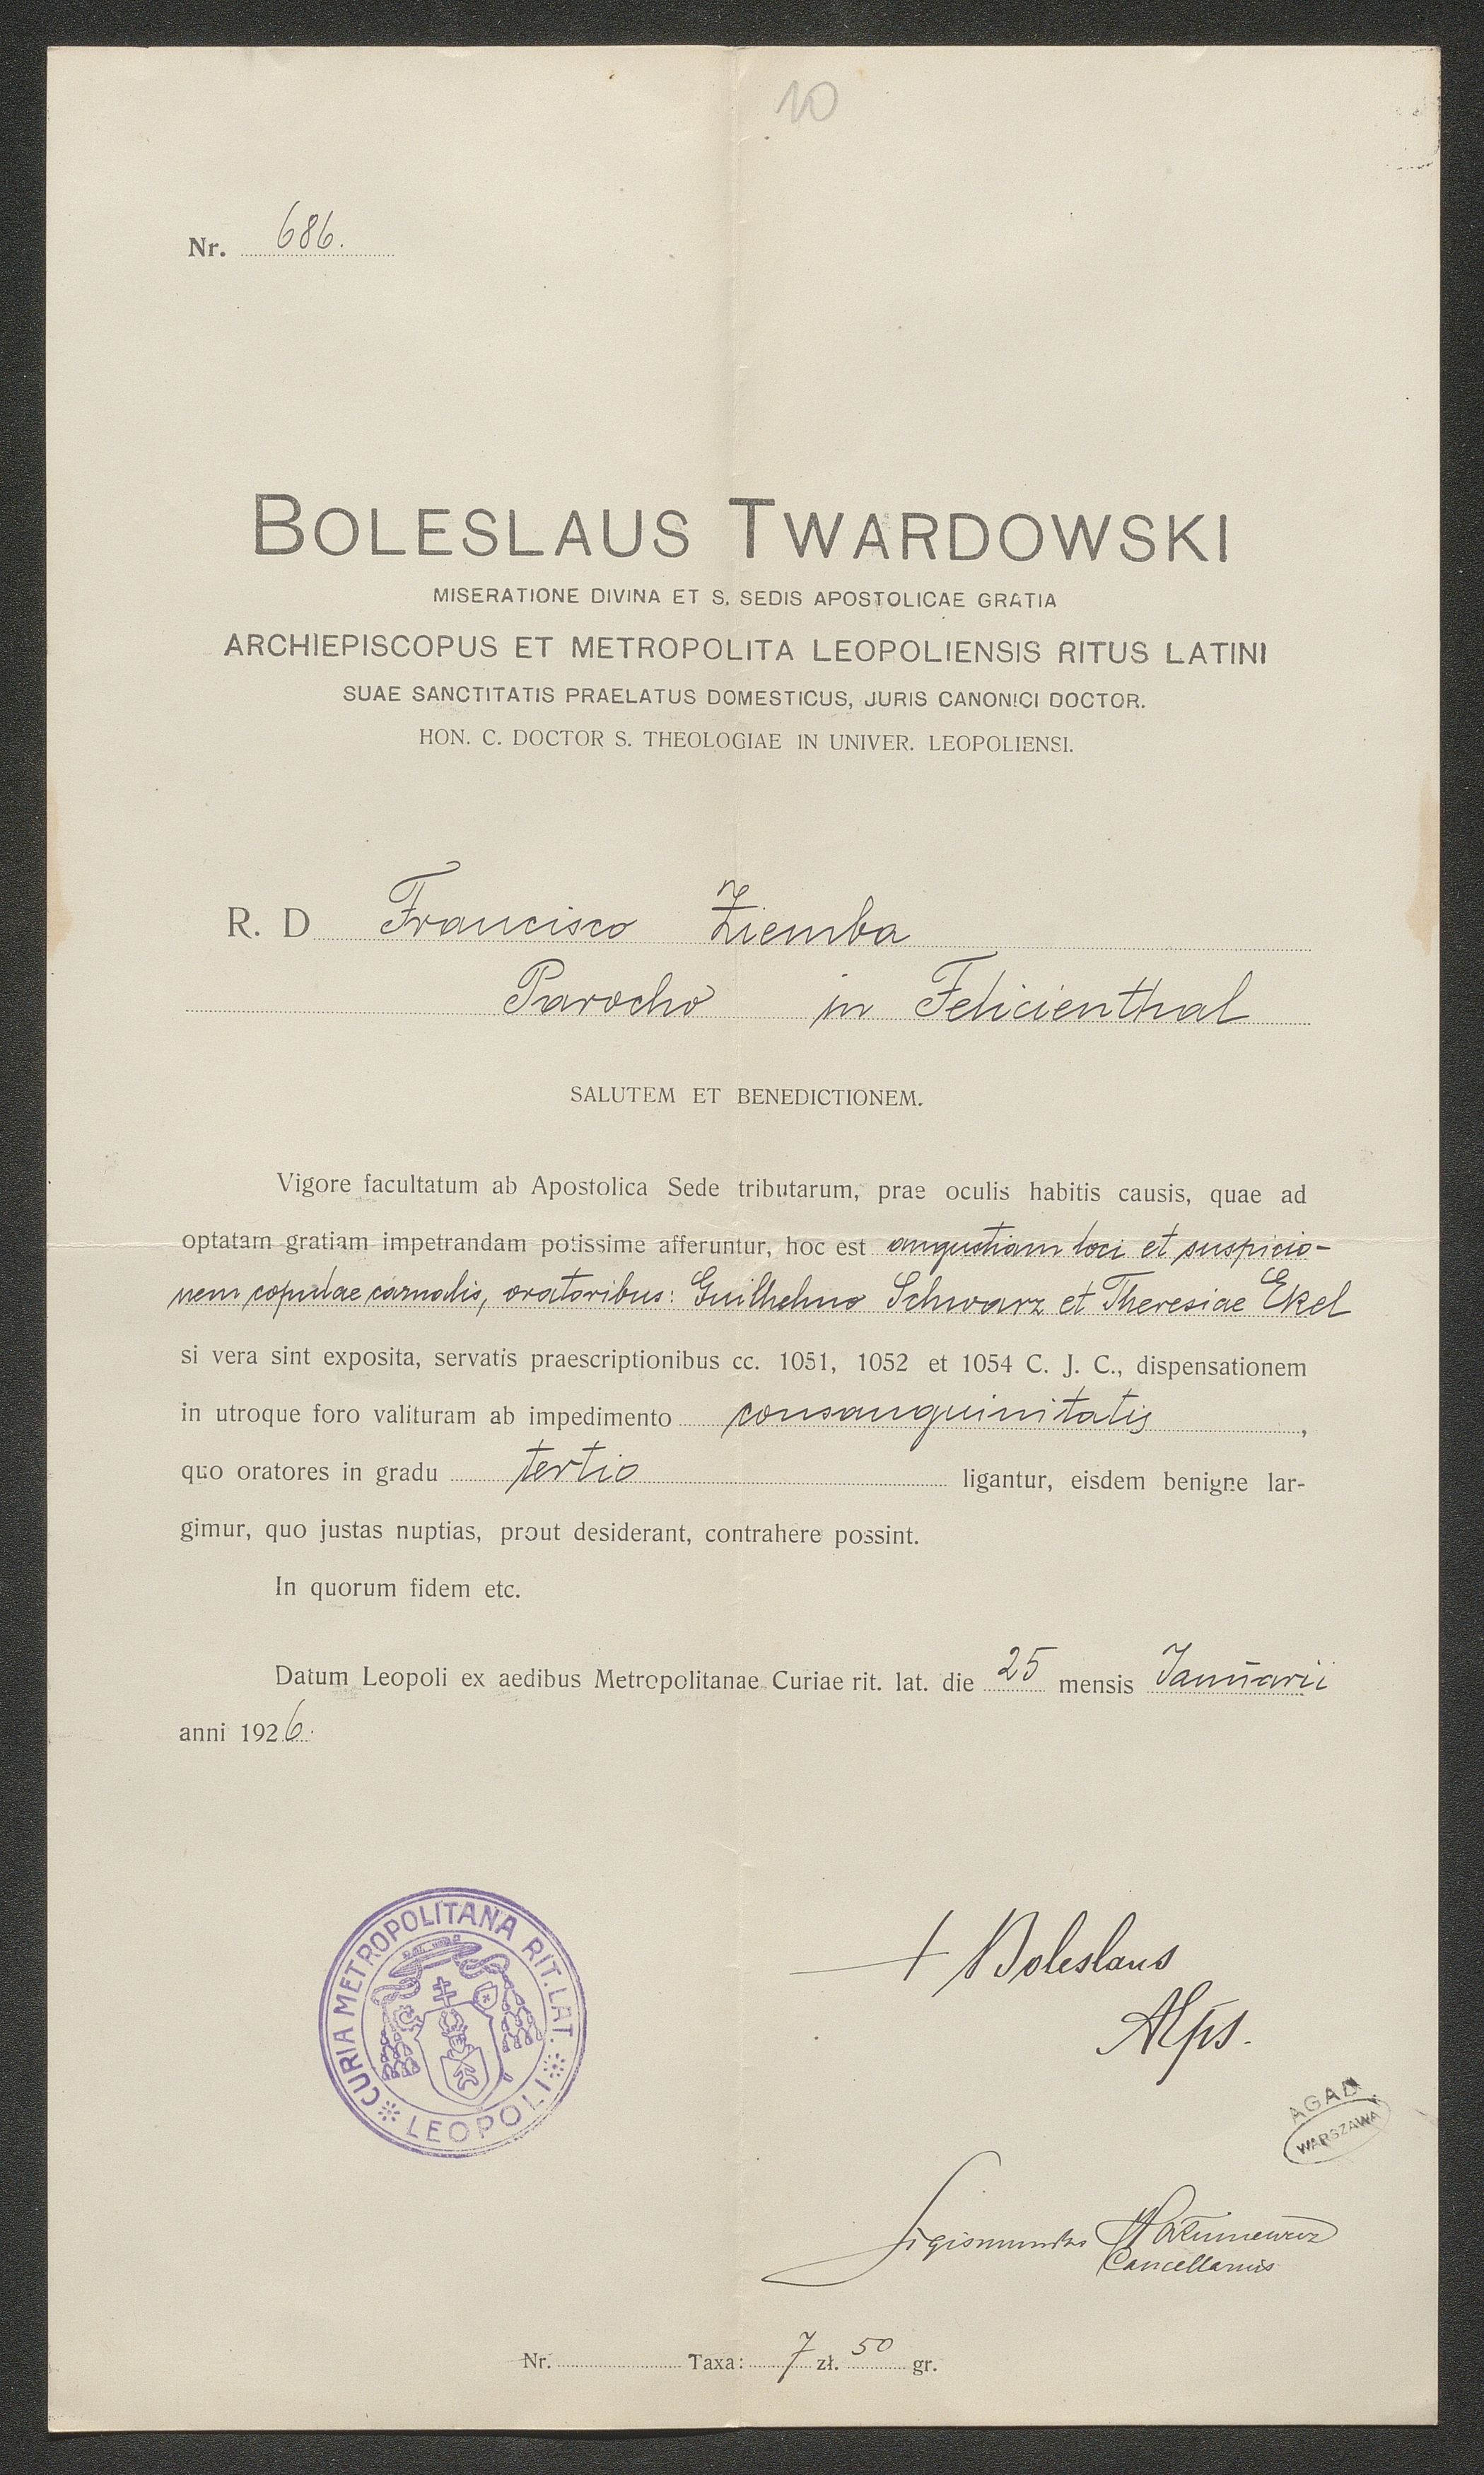 10
Nr. 686.
BOLESLAUS TWARDOWSKI
MISERATIONE DIVINA ET S. SEDIS APOSTOLICAE GRATIA
ARCHIEPISCOPUS ET METROPOLITA LEOPOLIENSIS RITUS LATINI
SUAE SANCTITATIS PRAELATUS DOMESTICUS, JURIS CANONICI DOCTOR.
HON. C. DOCTOR S. THEOLOGIAE IN UNIVER. LEOPOLIENSI.
R. D Francisco Ziemba
Parocho in Felicienthal
SALUTEM ET BENEDICTIONEM.
Vigore facultatum ab Apostolica Sede tributarum, prae oculis habitis causis, quae ad
optatam gratiam impetrandam potissime afferuntur, hoc est angustiam loci et suspicio-
nem copulae carnalis, oratoribus: Guilhelmo Schwarz et Theresiae Ekel
si vera sint exposita, servatis praescriptionibus cc. 1051, 1052 et 1054 C. J. C., dispensationem
in utroque foro valituram ab impedimento consanguinitatis,
quo oratores in gradu tertio ligantur, eisdem benigne lar-
gimur, quo justas nuptias, prout desiderant, contrahere possint.
In quorum fidem etc.
Datum Leopoli ex aedibus Metropolitanae Curiae rit. lat. die 25 mensis Januarii
anni 1926.
CURIA METROPOLITANA RIT. LAT. LEOPOLI
+ Boleslaus
Aĺps.
AGAD
WARSZAWA
Sigismundus
Cancellarius
Nr. Taxa: 7 zł. 50 gr.